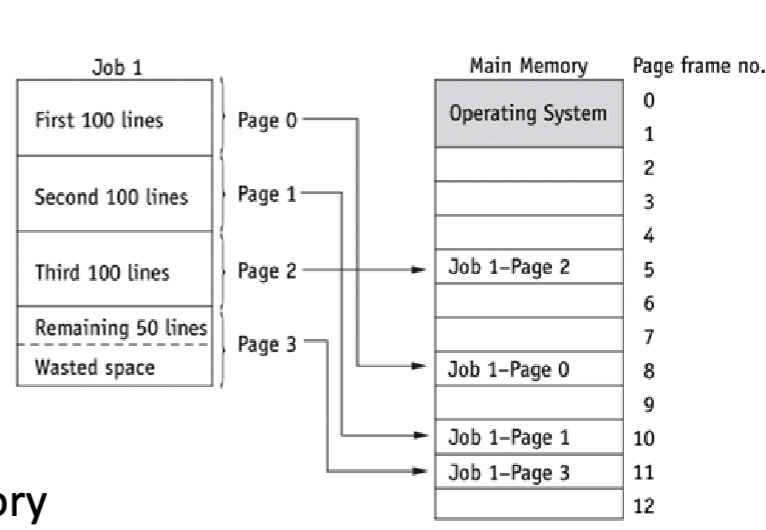 Job 1
First 100 lines
Page 0
Second 100 lines
Page 1
Third 100 lines
Page 2
Remaining 50 lines
Page 3
Wasted space
Main Memory
Page frame no.
Operating System
0
1
2
3
4
Job 1–Page 2
5
6
7
Job 1–Page 0
8
9
Job 1–Page 1
10
Job 1–Page 3
11
12
ory